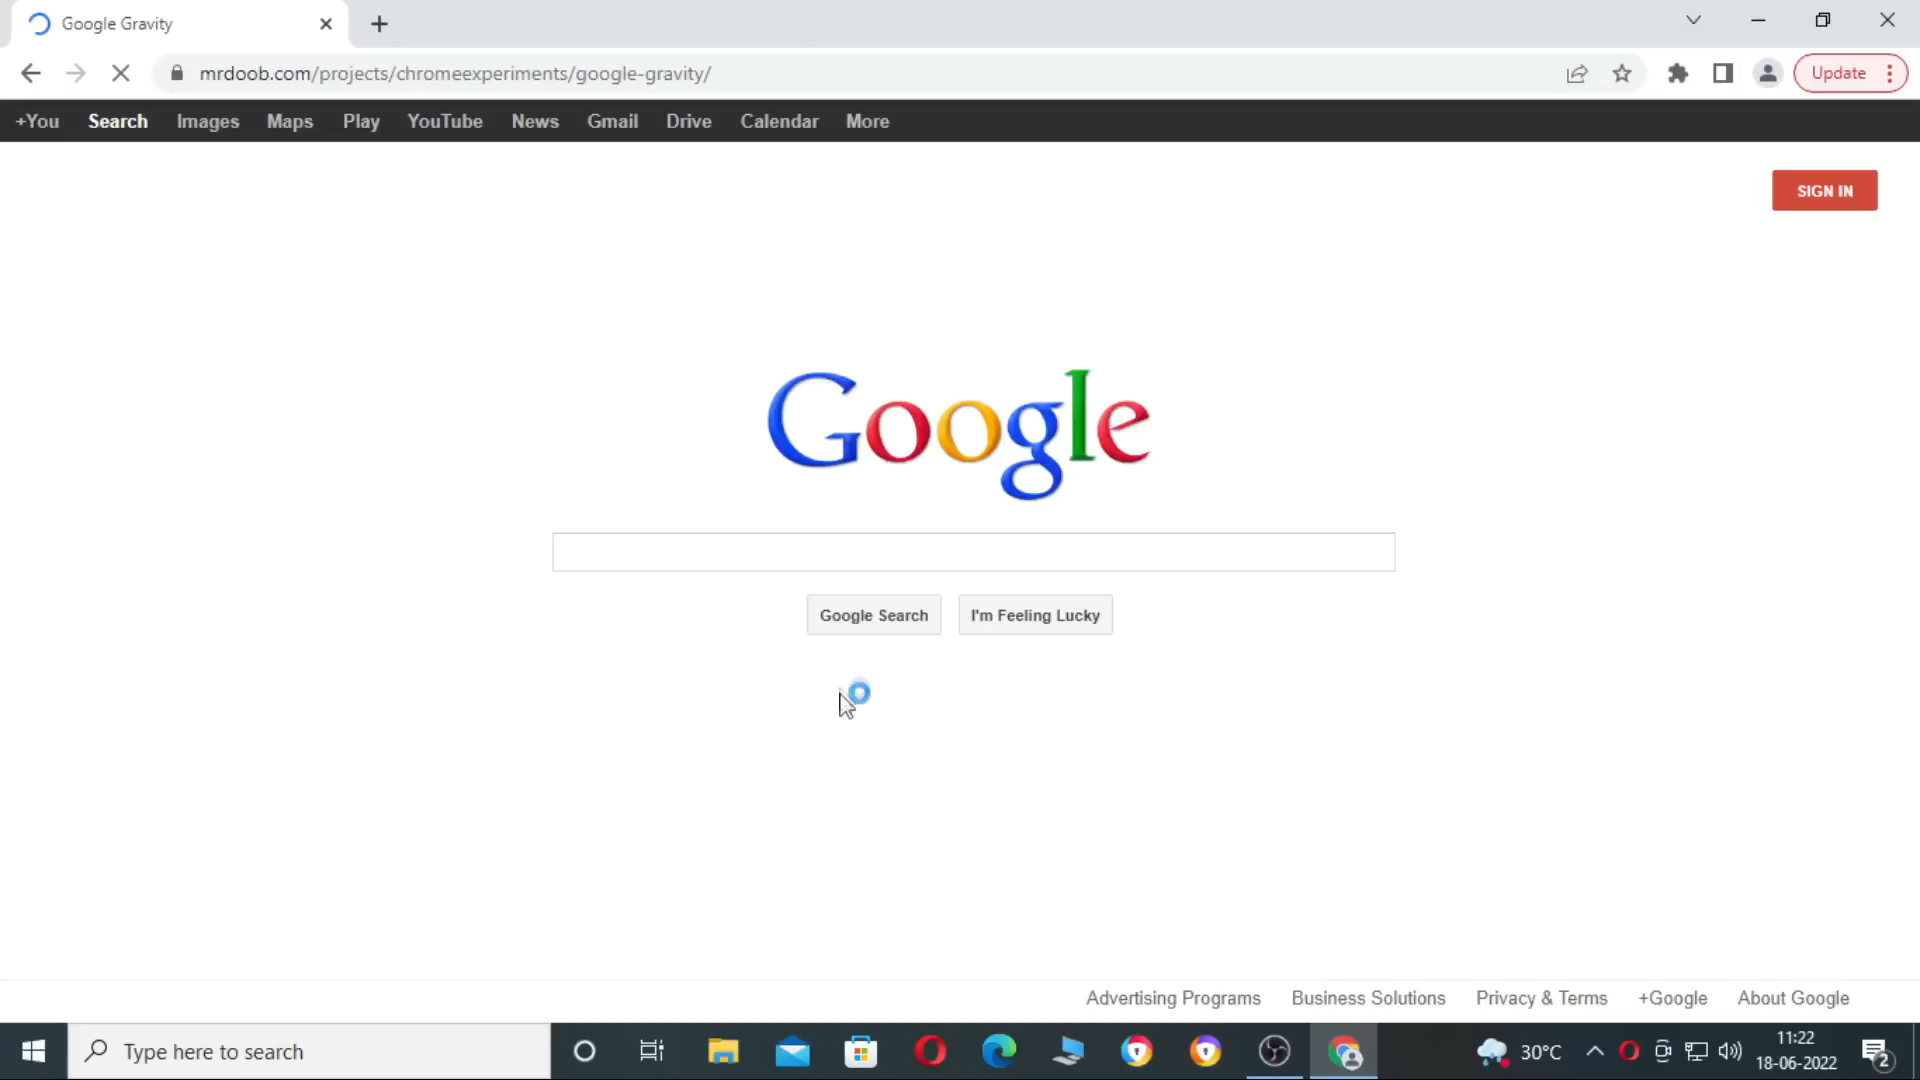 Google Gravity
mrdoob.com/projects/chromeexperiments/google-gravity/
Update
+You Search Images Maps Play YouTube News Gmail Drive Calendar More
SIGN IN
Google
Google Search I'm Feeling Lucky
Advertising Programs Business Solutions Privacy & Terms +Google About Google
Type here to search
30°C
11:22
18-06-2022
2